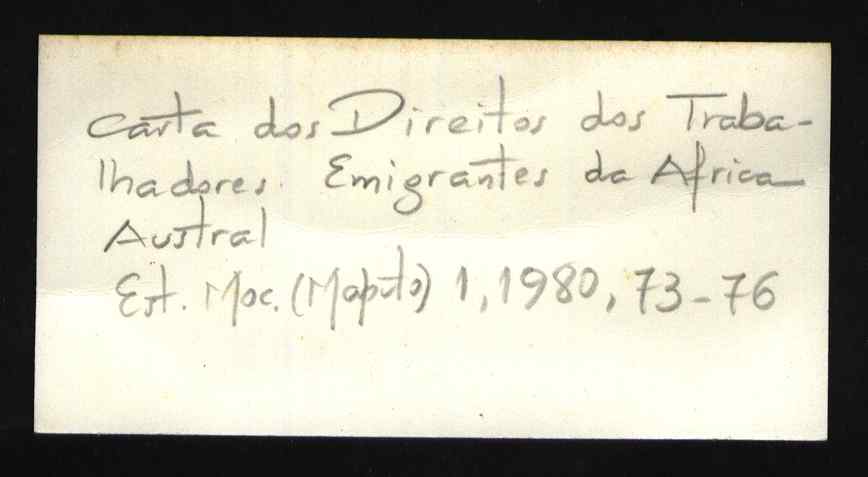 Carta dos Direitos dos Traba-
lhadores Emigrantes da Africa
Austral
Est. Moc. (Maputo) 1, 1980, 73-76